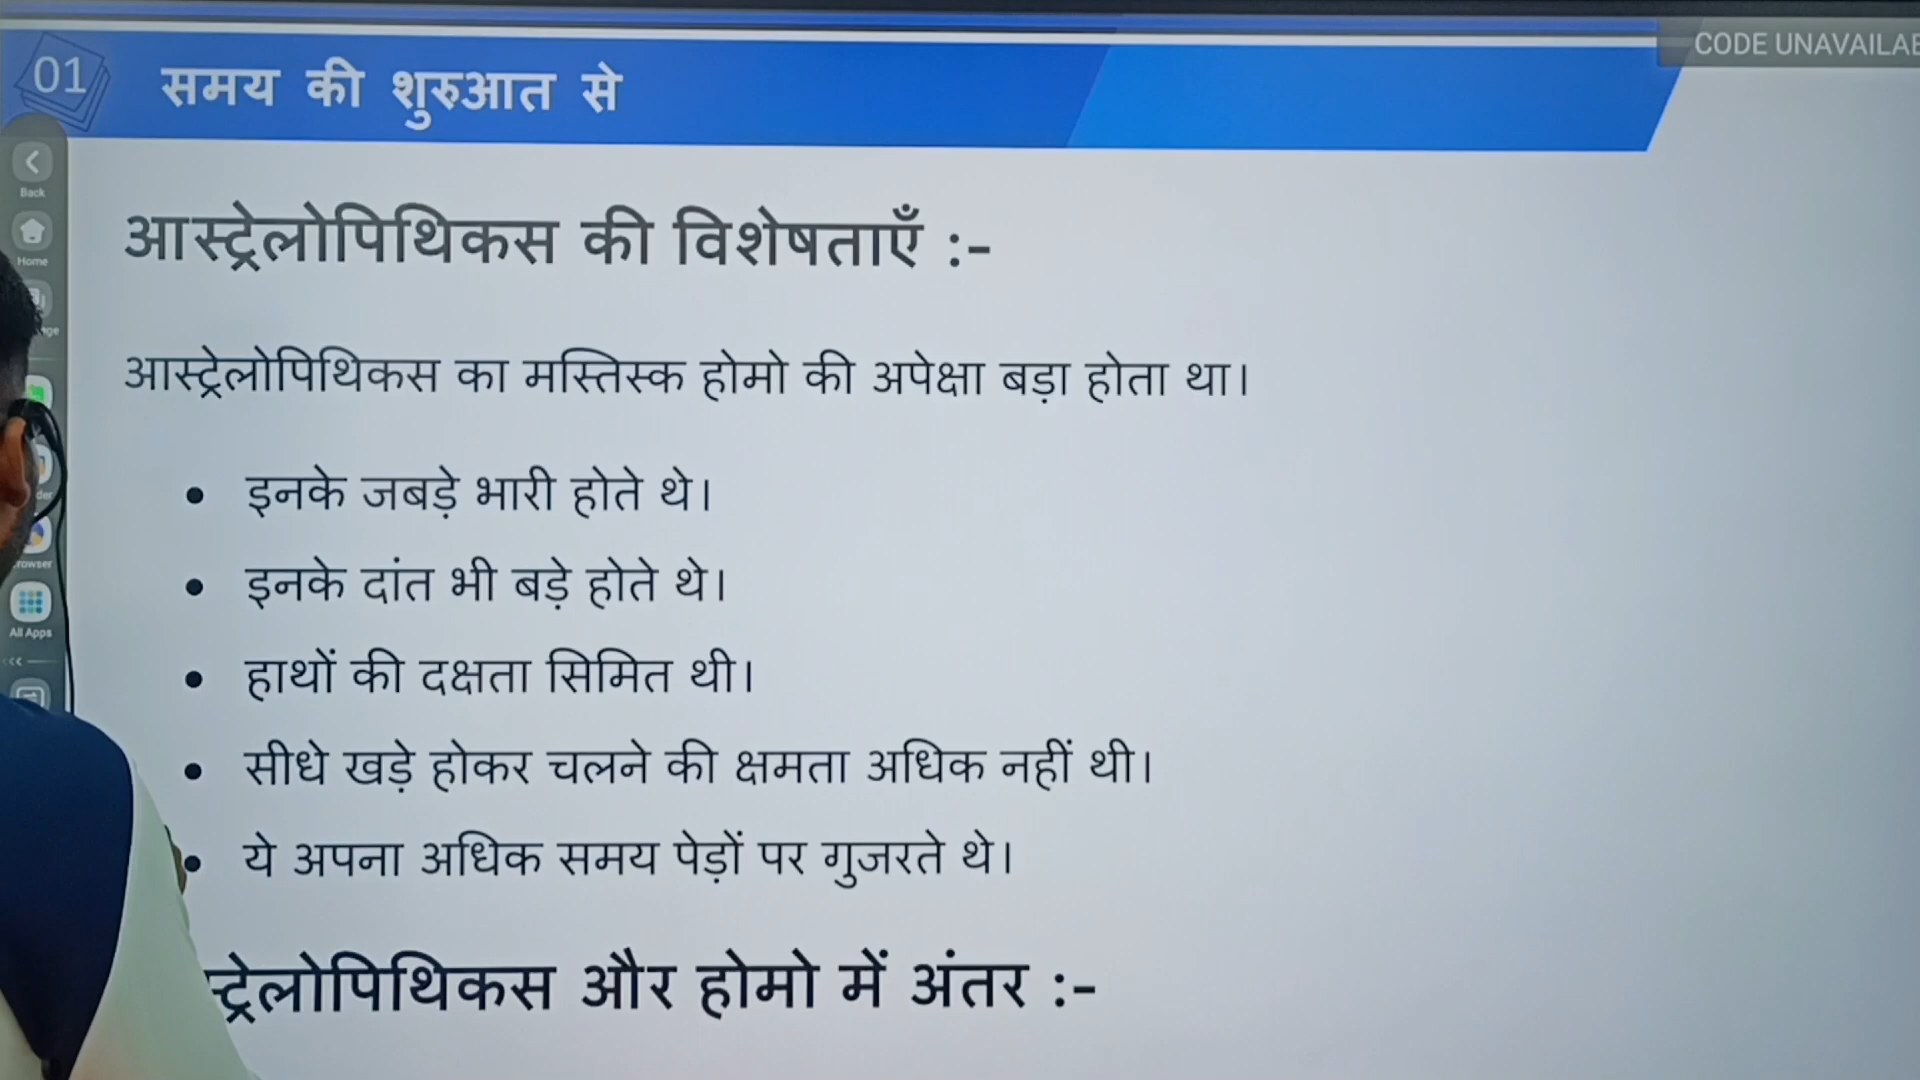 CODE UNAVAILAB
01
समय की शुरुआत से
Back
Home
आस्ट्रेलोपिथिकस की विशेषताएँ :-
आस्ट्रेलोपिथिकस का मस्तिस्क होमो की अपेक्षा बड़ा होता था।
• इनके जबड़े भारी होते थे।
• इनके दांत भी बड़े होते थे।
• हाथों की दक्षता सिमित थी।
All Apps
• सीधे खड़े होकर चलने की क्षमता अधिक नहीं थी।
• ये अपना अधिक समय पेड़ों पर गुजरते थे।
स्ट्रेलोपिथिकस और होमो में अंतर :-